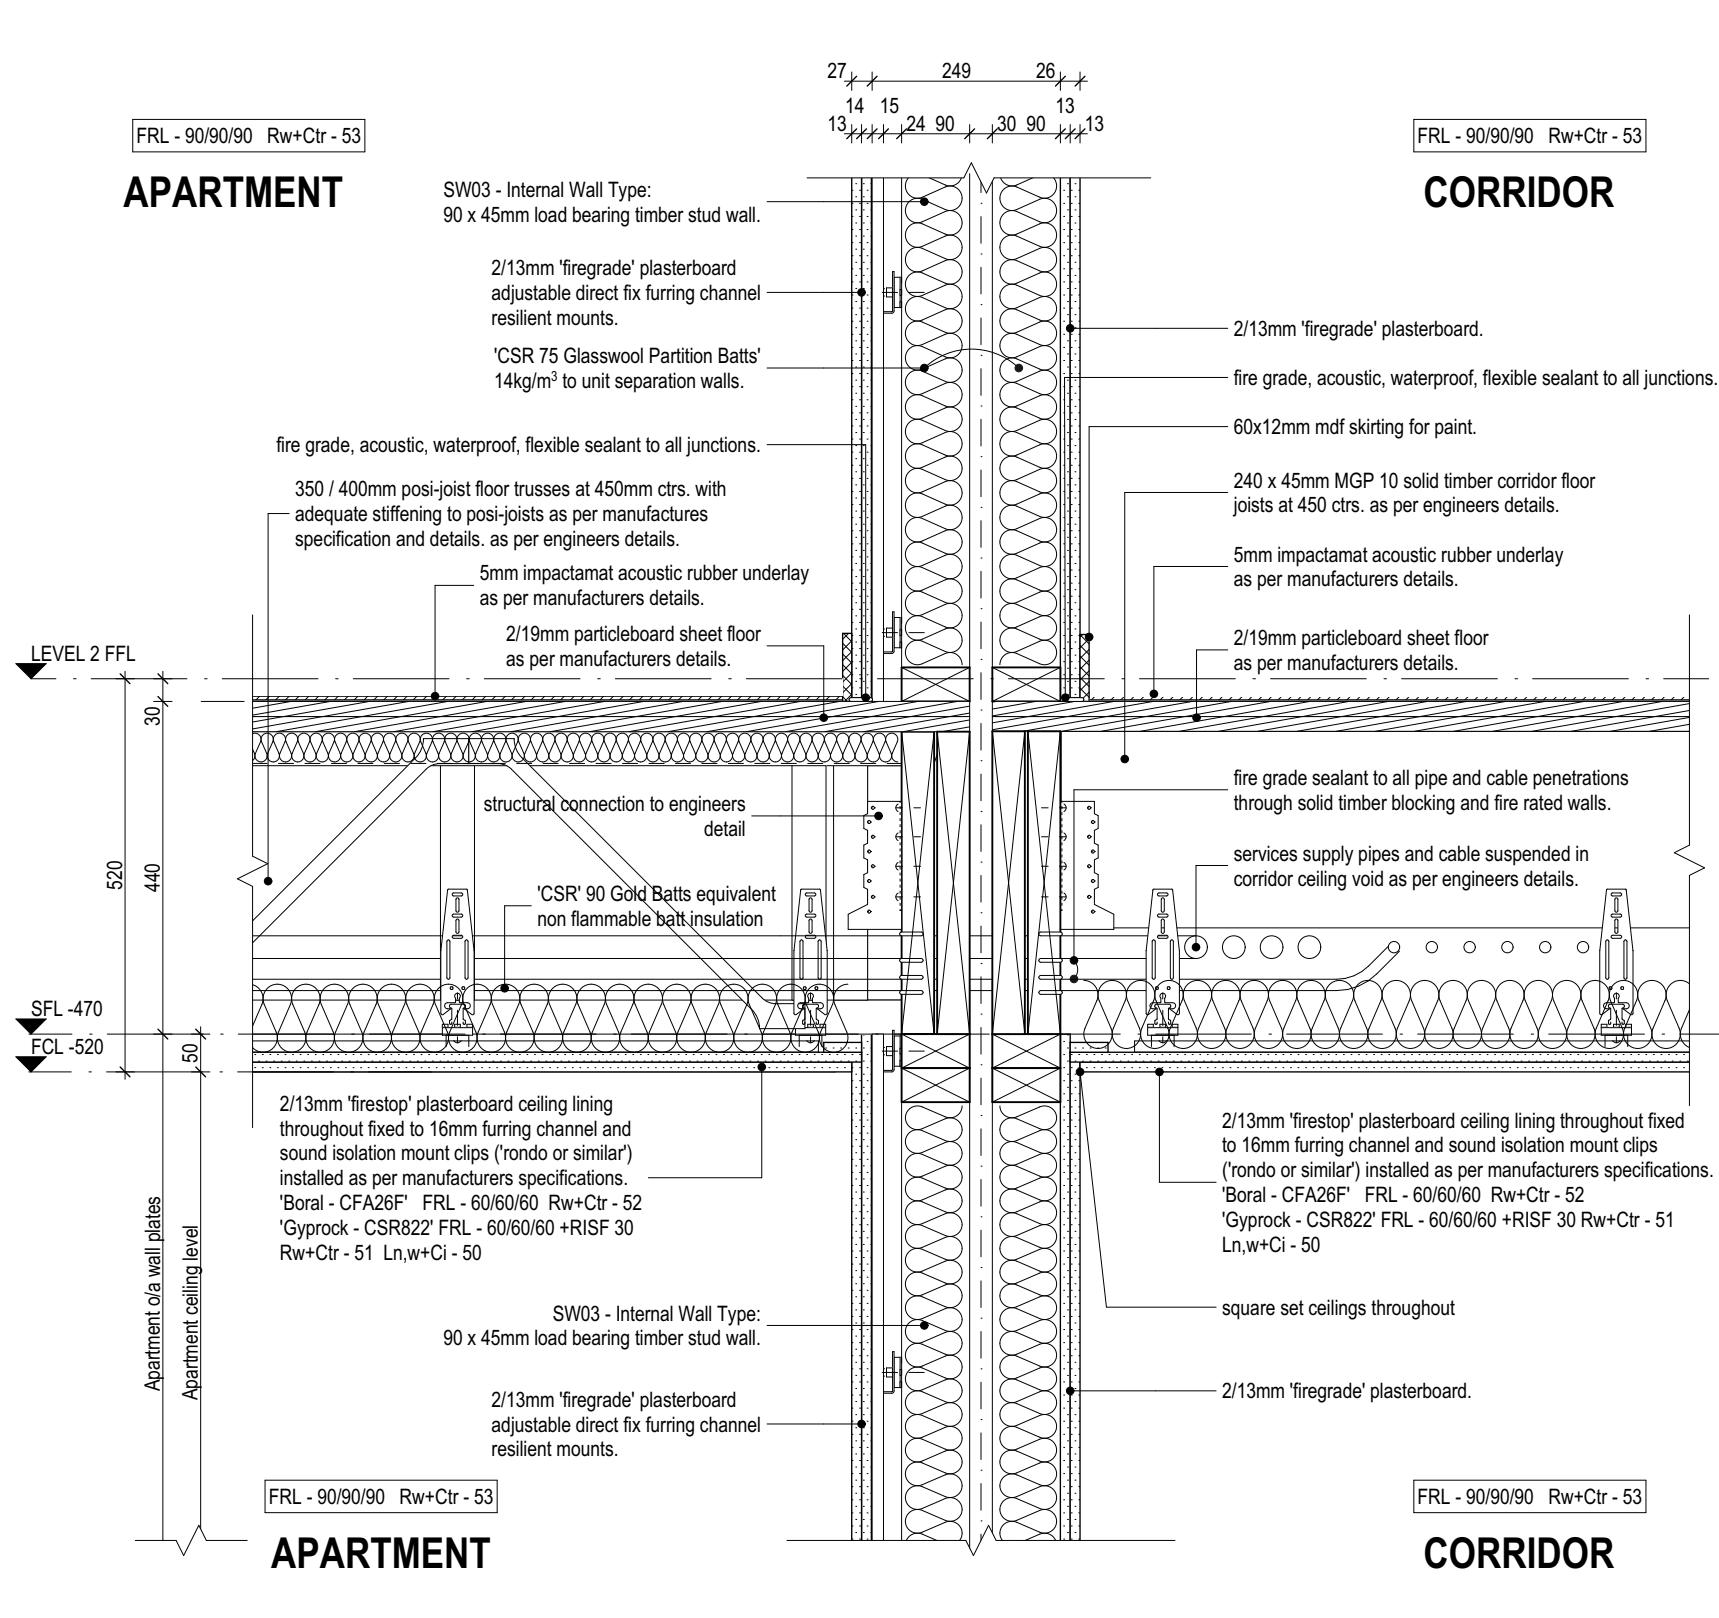 27 249 26
14 15 13
13 24 90 30 90 13
FRL - 90/90/90 Rw+Ctr - 53
APARTMENT
FRL - 90/90/90 Rw+Ctr - 53
CORRIDOR
SW03 - Internal Wall Type:
90 x 45mm load bearing timber stud wall.
2/13mm 'firegrade' plasterboard
adjustable direct fix furring channel
resilient mounts.
'CSR 75 Glasswool Partition Batts'
14kg/m³ to unit separation walls.
fire grade, acoustic, waterproof, flexible sealant to all junctions.
350 / 400mm posi-joist floor trusses at 450mm ctrs. with
adequate stiffening to posi-joists as per manufactures
specification and details. as per engineers details.
5mm impactamat acoustic rubber underlay
as per manufacturers details.
2/19mm particleboard sheet floor
as per manufacturers details.
2/13mm 'firegrade' plasterboard.
fire grade, acoustic, waterproof, flexible sealant to all junctions.
60x12mm mdf skirting for paint.
240 x 45mm MGP 10 solid timber corridor floor
joists at 450 ctrs. as per engineers details.
5mm impactamat acoustic rubber underlay
as per manufacturers details.
2/19mm particleboard sheet floor
as per manufacturers details.
LEVEL 2 FFL
30
520
440
structural connection to engineers
detail
'CSR' 90 Gold Batts equivalent
non flammable batt insulation
fire grade sealant to all pipe and cable penetrations
through solid timber blocking and fire rated walls.
services supply pipes and cable suspended in
corridor ceiling void as per engineers details.
SFL -470
FCL -520
50
2/13mm 'firestop' plasterboard ceiling lining
throughout fixed to 16mm furring channel and
sound isolation mount clips ('rondo or similar')
installed as per manufacturers specifications.
'Boral - CFA26F' FRL - 60/60/60 Rw+Ctr - 52
'Gyprock - CSR822' FRL - 60/60/60 +RISF 30
Rw+Ctr - 51 Ln,w+Ci - 50
2/13mm 'firestop' plasterboard ceiling lining throughout fixed
to 16mm furring channel and sound isolation mount clips
('rondo or similar') installed as per manufacturers specifications.
'Boral - CFA26F' FRL - 60/60/60 Rw+Ctr - 52
'Gyprock - CSR822' FRL - 60/60/60 +RISF 30 Rw+Ctr - 51
Ln,w+Ci - 50
Apartment o/a wall plates
Apartment ceiling level
SW03 - Internal Wall Type:
90 x 45mm load bearing timber stud wall.
square set ceilings throughout
2/13mm 'firegrade' plasterboard
adjustable direct fix furring channel
resilient mounts.
2/13mm 'firegrade' plasterboard.
FRL - 90/90/90 Rw+Ctr - 53
APARTMENT
FRL - 90/90/90 Rw+Ctr - 53
CORRIDOR